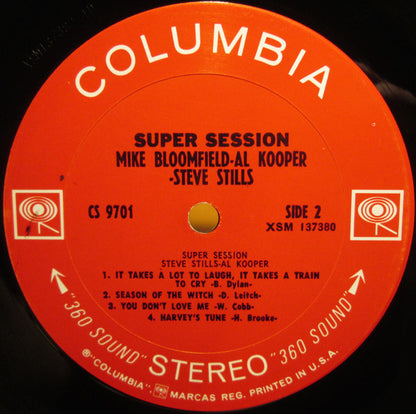 COLUMBIA
SUPER SESSION
MIKE BLOOMFIELD-AL KOOPER
-STEVE STILLS
CS 9701
SIDE 2
XSM 137380
SUPER SESSION
STEVE STILLS-AL KOOPER
1. IT TAKES A LOT TO LAUGH, IT TAKES A TRAIN
TO CRY -B. Dylan-
2. SEASON OF THE WITCH -D. Leitch-
3. YOU DON'T LOVE ME -W. Cobb-
4. HARVEY'S TUNE -H. Brooks-
"360 SOUND" STEREO "360 SOUND"
®"COLUMBIA", MARCAS REG. PRINTED IN U.S.A.